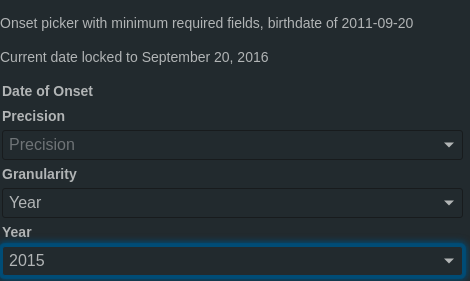 Onset picker with minimum required fields, birthdate of 2011-09-20
Current date locked to September 20, 2016
Date of Onset
Precision
Precision
Granularity
Year
Year
2015